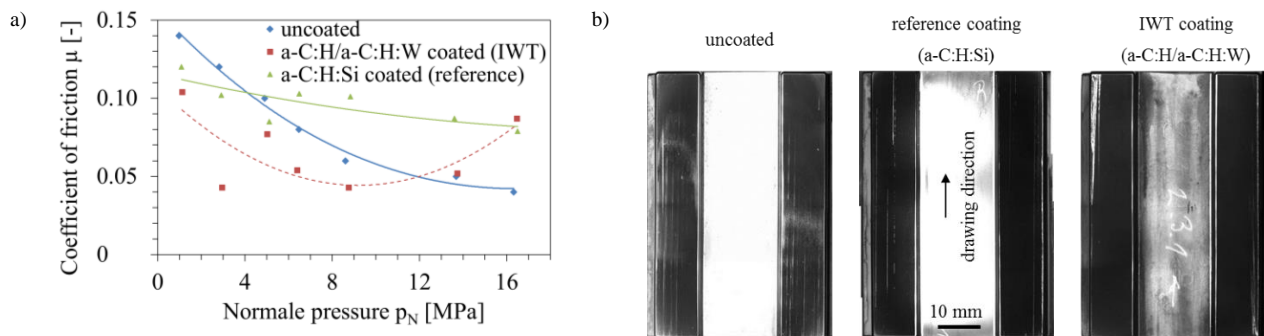 a)
0.15
0.10
0.05
0
0
4
8
12
16
Coefficient of friction µ [-]
Normale pressure pN [MPa]
uncoated
a-C:H/a-C:H:W coated (IWT)
a-C:H:Si coated (reference)
b)
uncoated
reference coating
(a-C:H:Si)
drawing direction
10 mm
IWT coating
(a-C:H/a-C:H:W)